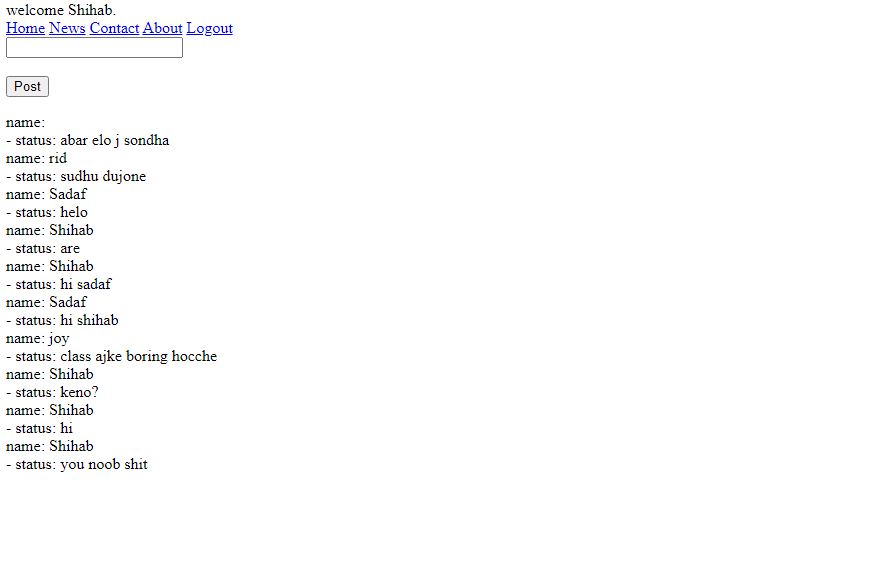 welcome Shihab.
Home News Contact About Logout
Post
name:
- status: abar elo j sondha
name: rid
- status: sudhu dujone
name: Sadaf
- status: helo
name: Shihab
- status: are
name: Shihab
- status: hi sadaf
name: Sadaf
- status: hi shihab
name: joy
- status: class ajke boring hocche
name: Shihab
- status: keno?
name: Shihab
- status: hi
name: Shihab
- status: you noob shit